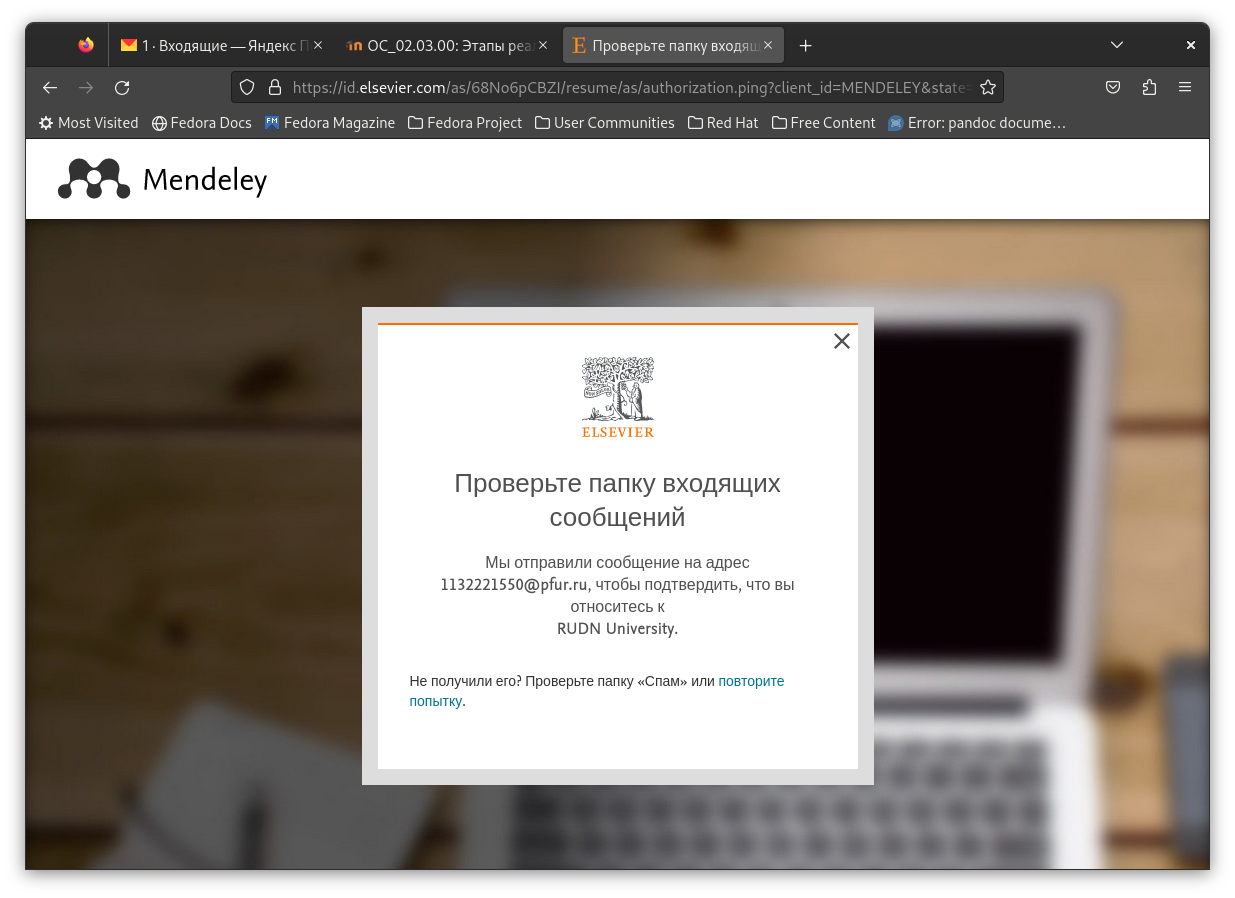 1 · Входящие — Яндекс П
ОС_02.03.00: Этапы реа
Проверьте папку входящ
https://id.elsevier.com/as/68No6pCBZI/resume/as/authorization.ping?client_id=MENDELEY&state=
Most Visited
Fedora Docs
Fedora Magazine
Fedora Project
User Communities
Red Hat
Free Content
Error: pandoc docume…
Mendeley
ELSEVIER
Проверьте папку входящих
сообщений
Мы отправили сообщение на адрес
1132221550@pfur.ru, чтобы подтвердить, что вы
относитесь к
RUDN University.
Не получили его? Проверьте папку «Спам» или повторите
попытку.